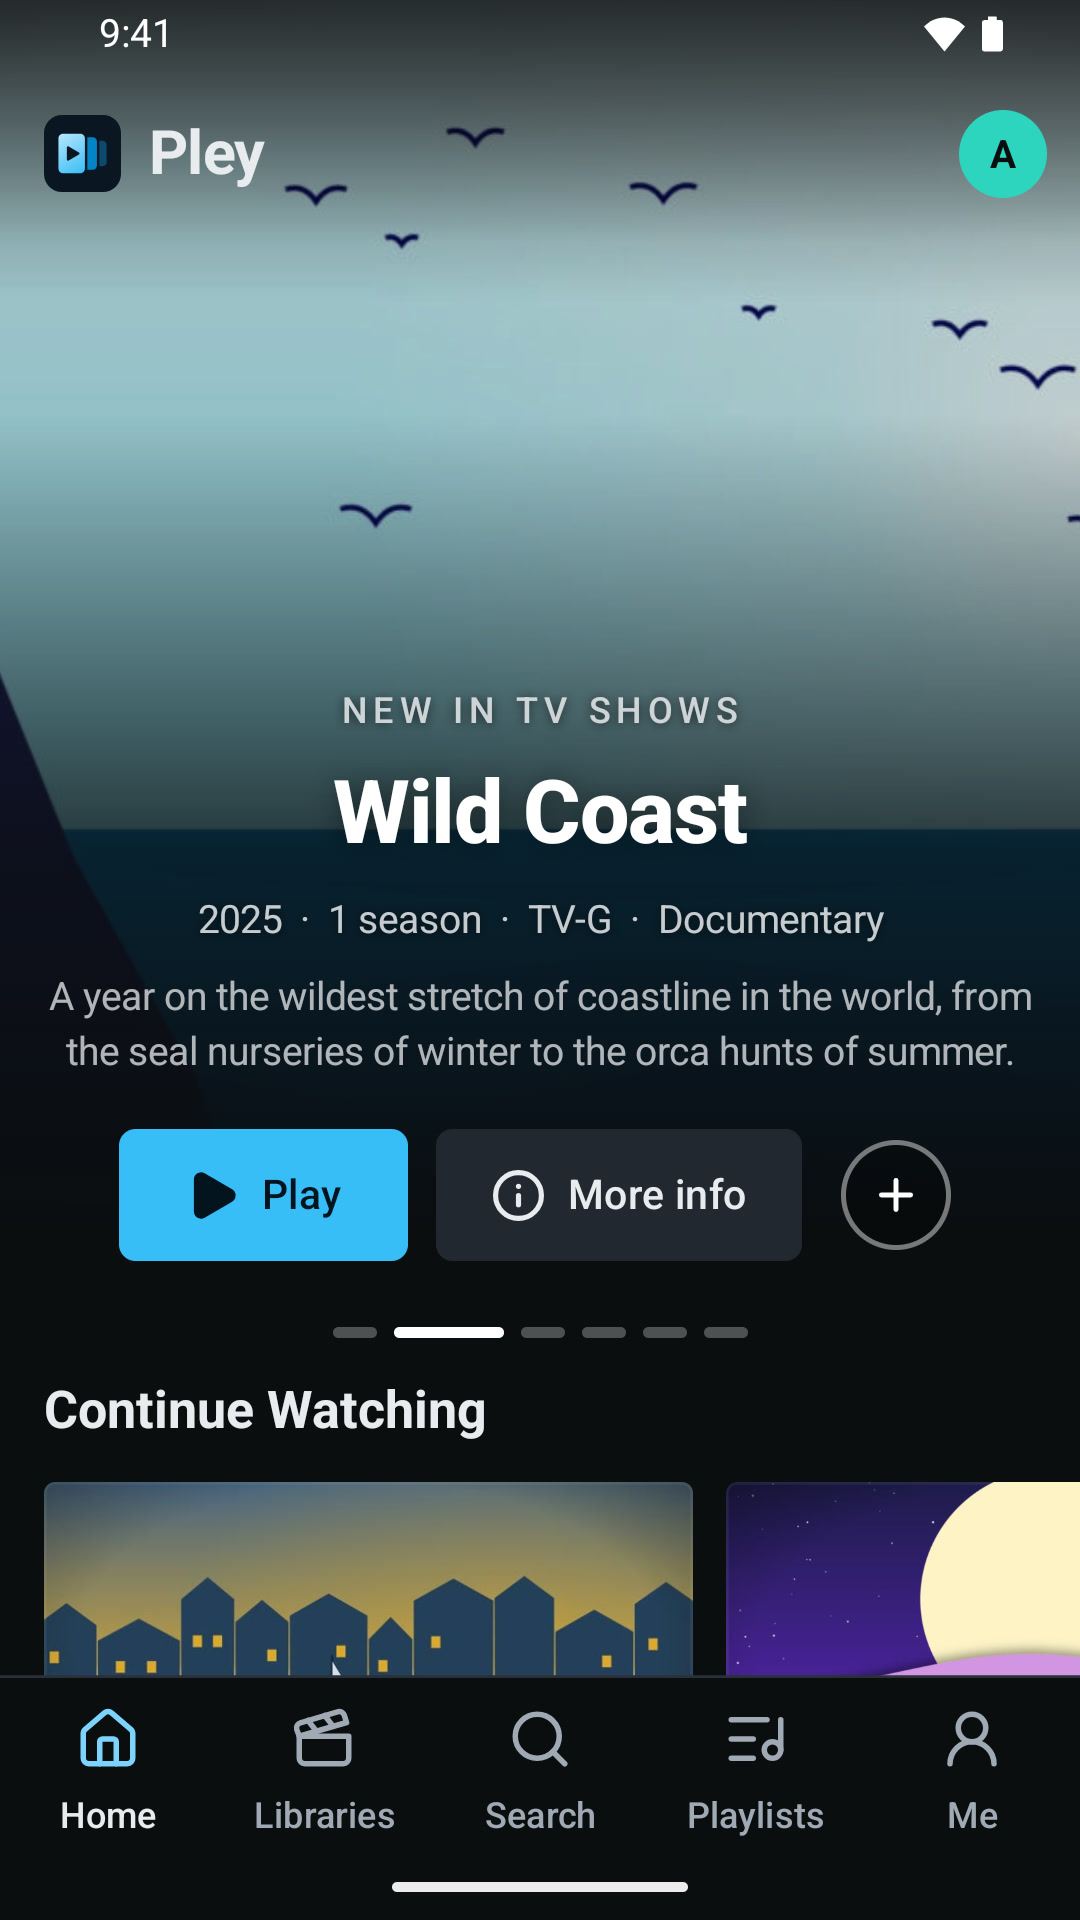 9:41
Pley
A
NEW IN TV SHOWS
Wild Coast
2025 · 1 season · TV-G · Documentary
A year on the wildest stretch of coastline in the world, from
the seal nurseries of winter to the orca hunts of summer.
Play
More info
Continue Watching
Home
Libraries
Search
Playlists
Me